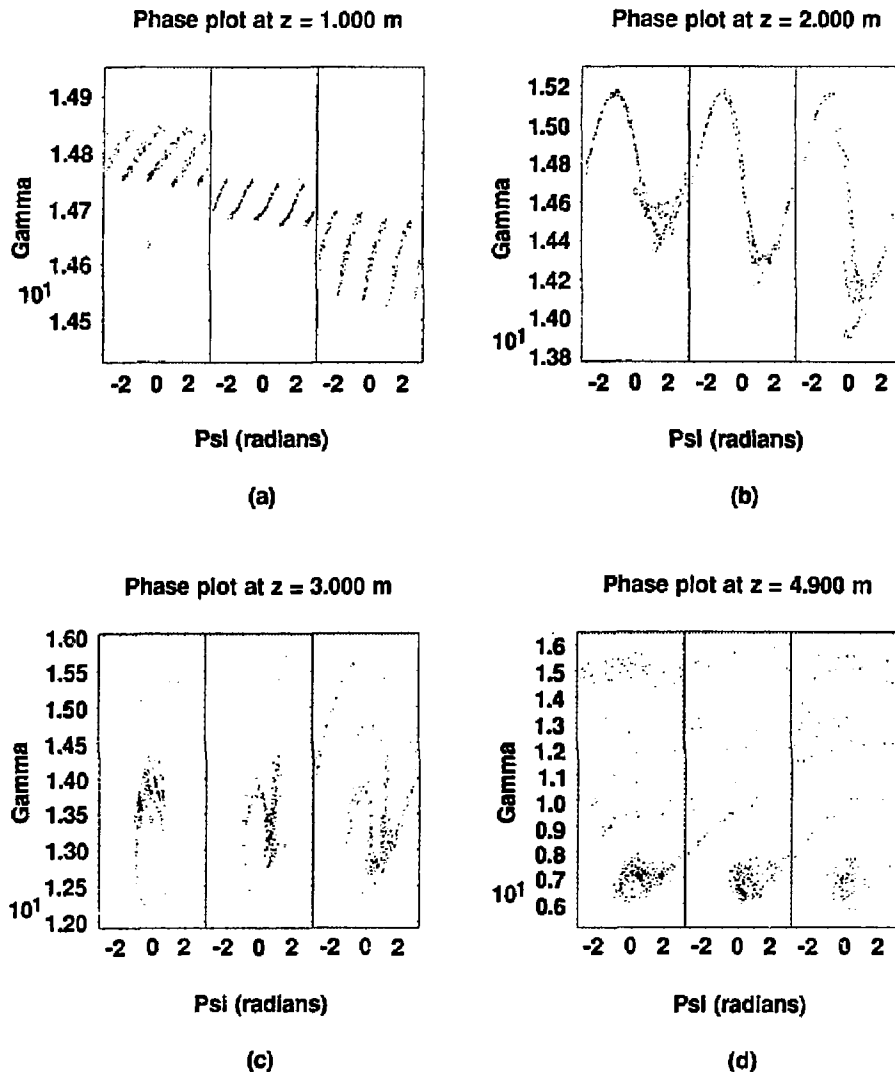 Phase plot at z = 1.000 m
1.49
1.48
1.47
1.46
1.45
Gamma
10¹
-2 0 2 -2 0 2 -2 0 2
Psi (radians)
(a)
Phase plot at z = 2.000 m
1.52
1.50
1.48
1.46
1.44
1.42
1.40
1.38
Gamma
10¹
-2 0 2 -2 0 2 -2 0 2
Psi (radians)
(b)
Phase plot at z = 3.000 m
1.60
1.55
1.50
1.45
1.40
1.35
1.30
1.25
1.20
Gamma
10¹
-2 0 2 -2 0 2 -2 0 2
Psi (radians)
(c)
Phase plot at z = 4.900 m
1.6
1.5
1.4
1.3
1.2
1.1
1.0
0.9
0.8
0.7
0.6
Gamma
10¹
-2 0 2 -2 0 2 -2 0 2
Psi (radians)
(d)